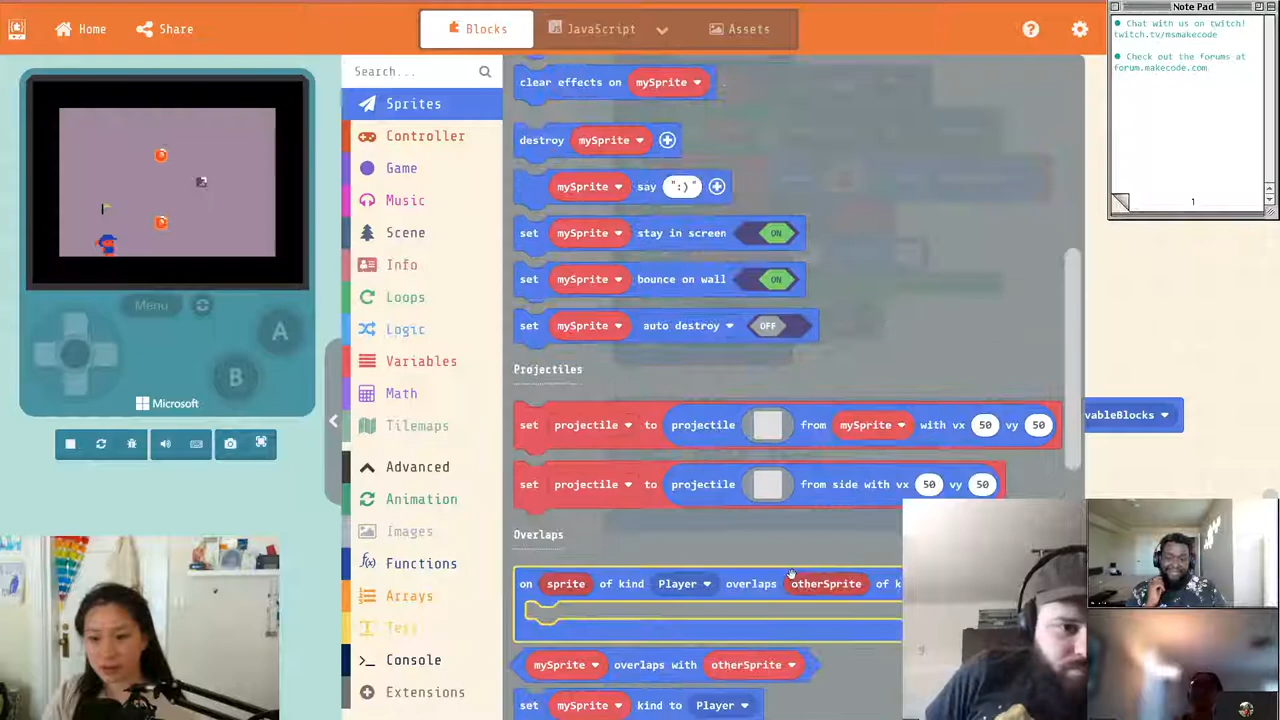 Home
Share
Blocks
JavaScript
Assets
?
Note Pad
● Chat with us on twitch!
twitch.tv/msmakecode
● Check out the forums at
forum.makecode.com
1
Menu
A
B
Microsoft
Search...
Sprites
Controller
Game
Music
Scene
Info
Loops
Logic
Variables
Math
Tilemaps
Advanced
Animation
Images
Functions
Arrays
Text
Console
Extensions
clear effects on mySprite
destroy mySprite
mySprite say ":)"
set mySprite stay in screen ON
set mySprite bounce on wall ON
set mySprite auto destroy OFF
Projectiles
set projectile to projectile from mySprite with vx 50 vy 50
set projectile to projectile from side with vx 50 vy 50
Overlaps
on sprite of kind Player overlaps otherSprite of k
mySprite overlaps with otherSprite
set mySprite kind to Player
vableBlocks